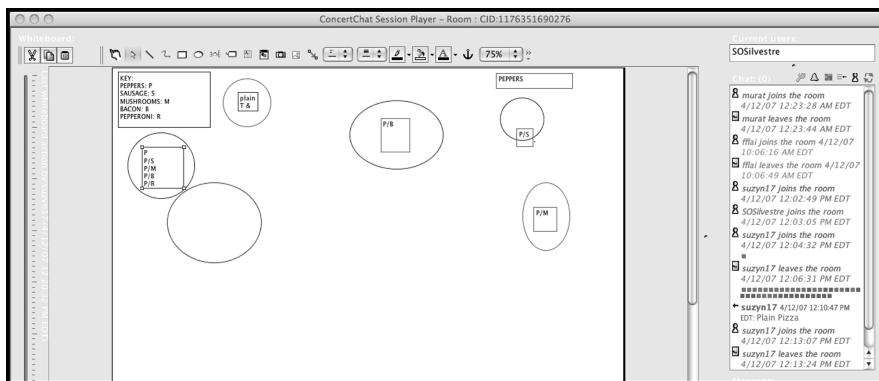 ConcertChat Session Player – Room : CID:1176351690276
Whiteboard:
75%
KEY:
PEPPERS: P
SAUSAGE: S
MUSHROOMS: M
BACON: B
PEPPERONI: R
plain
T &
P
P/S
P/M
P/B
P/R
P/B
PEPPERS
P/S
P/M
Current users:
SOSilvestre
Chat: (0)
murat joins the room
4/12/07 12:23:28 AM EDT
murat leaves the room
4/12/07 12:23:44 AM EDT
fflai joins the room 4/12/07
10:06:16 AM EDT
fflai leaves the room 4/12/07
10:06:49 AM EDT
suzyn17 joins the room
4/12/07 12:02:49 PM EDT
SOSilvestre joins the room
4/12/07 12:03:05 PM EDT
suzyn17 joins the room
4/12/07 12:04:32 PM EDT
suzyn17 leaves the room
4/12/07 12:06:31 PM EDT
suzyn17 4/12/07 12:10:47 PM
EDT: Plain Pizza
suzyn17 joins the room
4/12/07 12:13:07 PM EDT
suzyn17 leaves the room
4/12/07 12:13:24 PM EDT
Message: